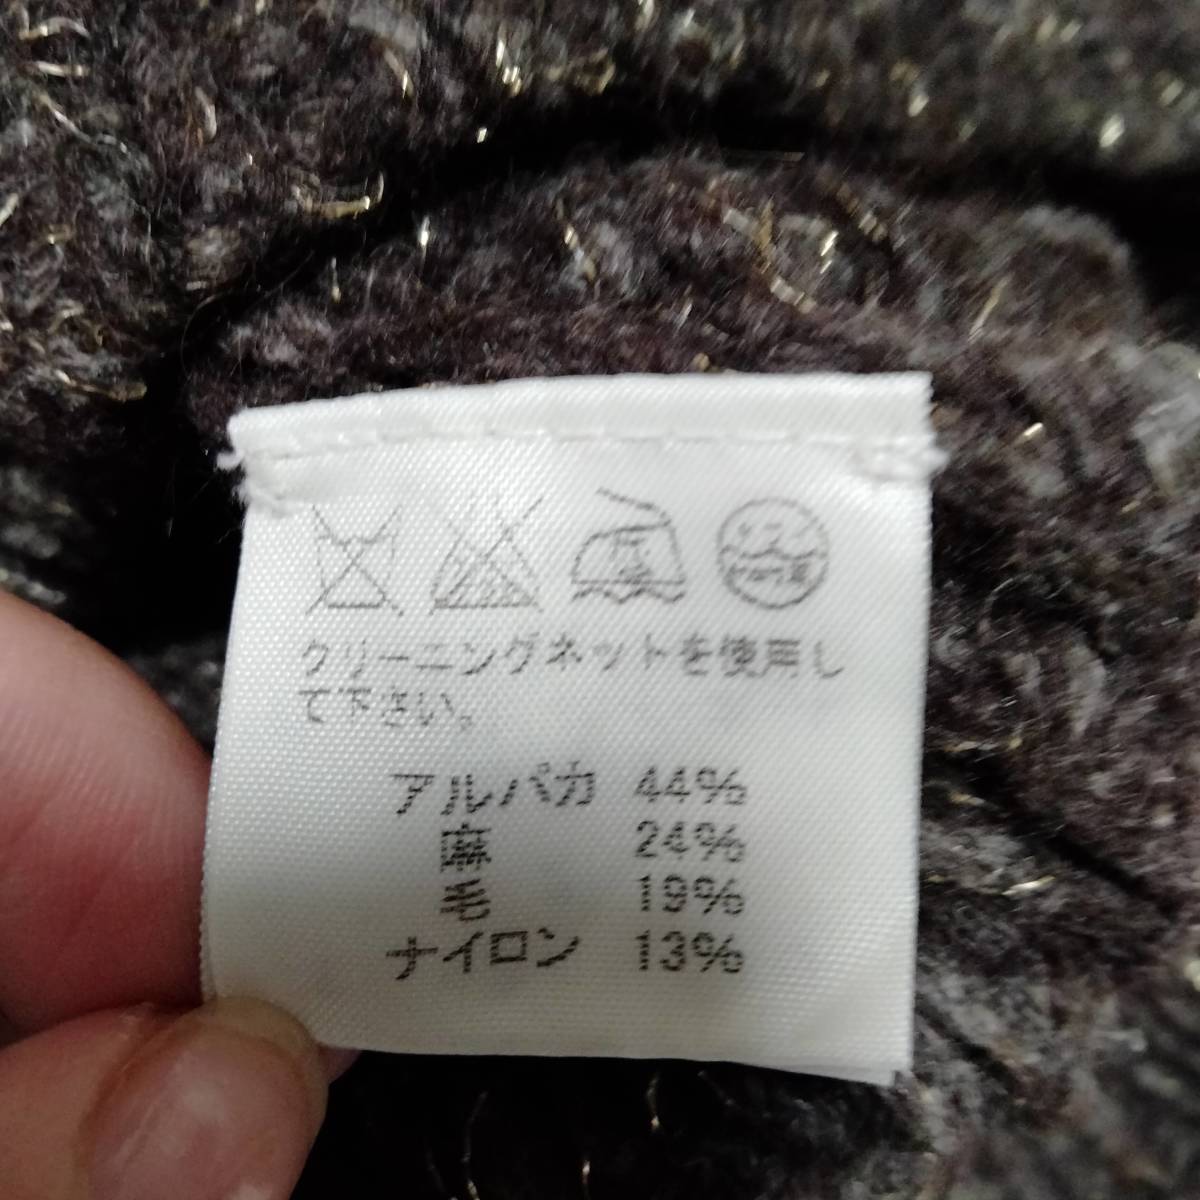 クリーニングネットを使用し
て下さい。
アルパカ 44%
24%
毛 19%
ナイロン 13%